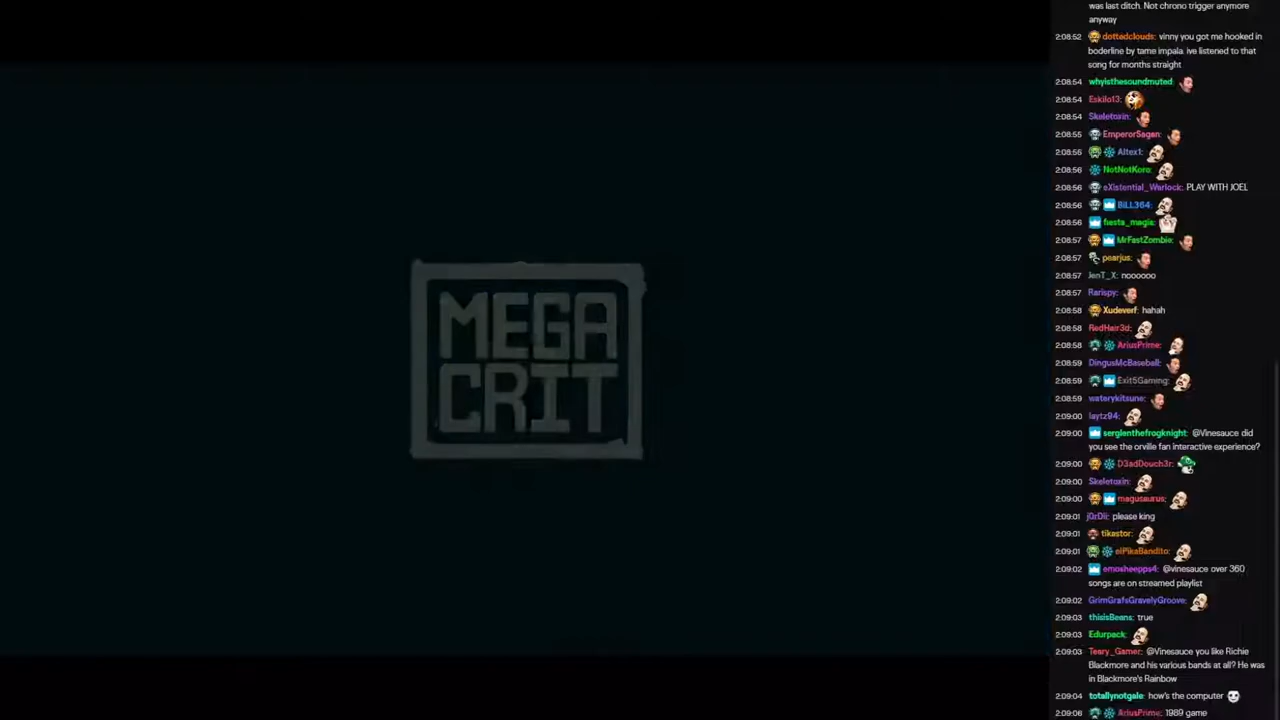 MEGA
CRIT
was last ditch. Not chrono trigger anymore
anyway
2:08:52 dottedclouds: vinny you got me hooked in
boderline by tame impala. ive listened to that
song for months straight
2:08:54 whyisthesoundmuted:
2:08:54 Eskilo13:
2:08:54 Skeletoxin:
2:08:55 EmperorSagan:
2:08:56 Altex1:
2:08:56 NotNotKoro:
2:08:56 eXistential_Warlock: PLAY WITH JOEL
2:08:56 BiLL364:
2:08:56 fiesta_magia:
2:08:57 MrFastZombie:
2:08:57 pearjus:
2:08:57 JenT_X: noooooo
2:08:57 Rarispy:
2:08:58 Xudeverf: hahah
2:08:58 RedHair3d:
2:08:58 AriusPrime:
2:08:59 DingusMcBaseball:
2:08:59 Exit5Gaming:
2:08:59 waterykitsune:
2:09:00 laytz94:
2:09:00 serglenthefrogknight: @Vinesauce did
you see the orville fan interactive experience?
2:09:00 D3adDouch3r:
2:09:00 Skeletoxin:
2:09:00 magusaurus:
2:09:01 j0rDii: please king
2:09:01 tikastor:
2:09:01 elPikaBandito:
2:09:02 emosheepps4: @vinesauce over 360
songs are on streamed playlist
2:09:02 GrimGrafsGravelyGroove:
2:09:03 thisisBeans: true
2:09:03 Edurpack:
2:09:03 Teary_Gamer: @Vinesauce you like Richie
Blackmore and his various bands at all? He was
in Blackmore's Rainbow
2:09:04 totallynotgale: how's the computer
2:09:06 AriusPrime: 1989 game